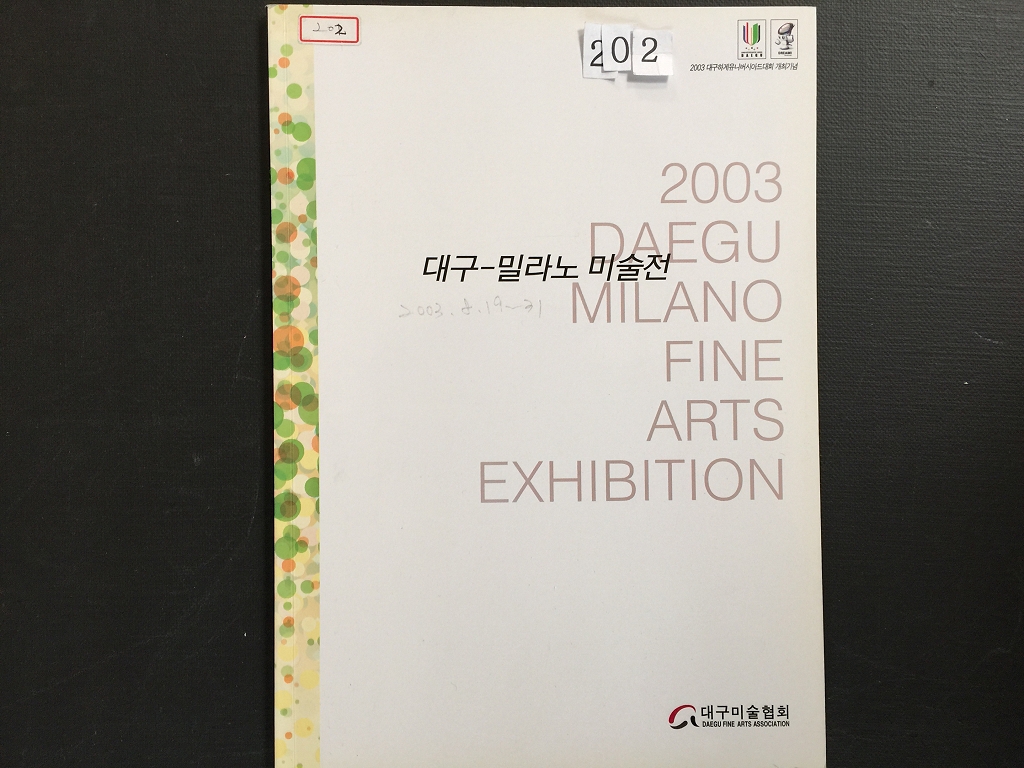 202
202
DAEGU
2003 대구하계유니버시아드대회 개최기념
2003
DAEGU
대구-밀라노 미술전
2003. 8. 19~31
MILANO
FINE
ARTS
EXHIBITION
대구미술협회
DAEGU FINE ARTS ASSOCIATION